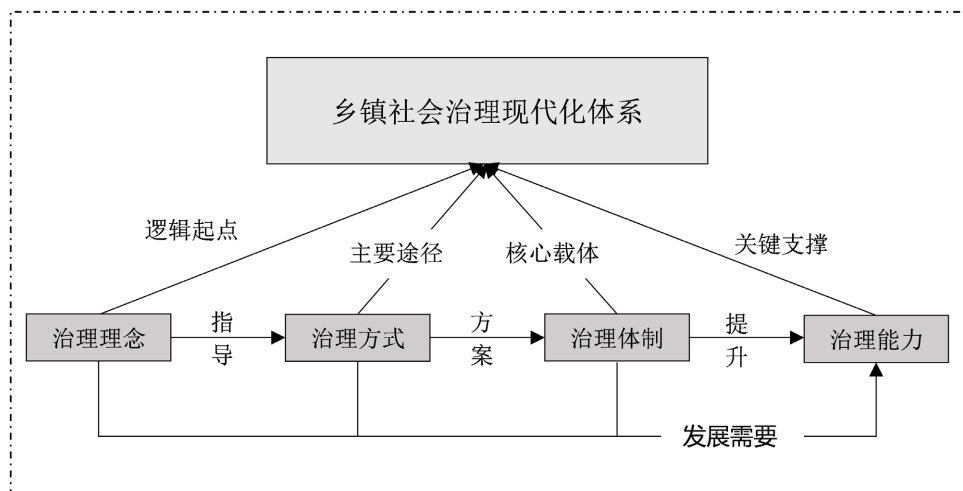 乡镇社会治理现代化体系
逻辑起点
主要途径
核心载体
关键支撑
治理理念
指
导
治理方式
方
案
治理体制
提
升
治理能力
发展需要